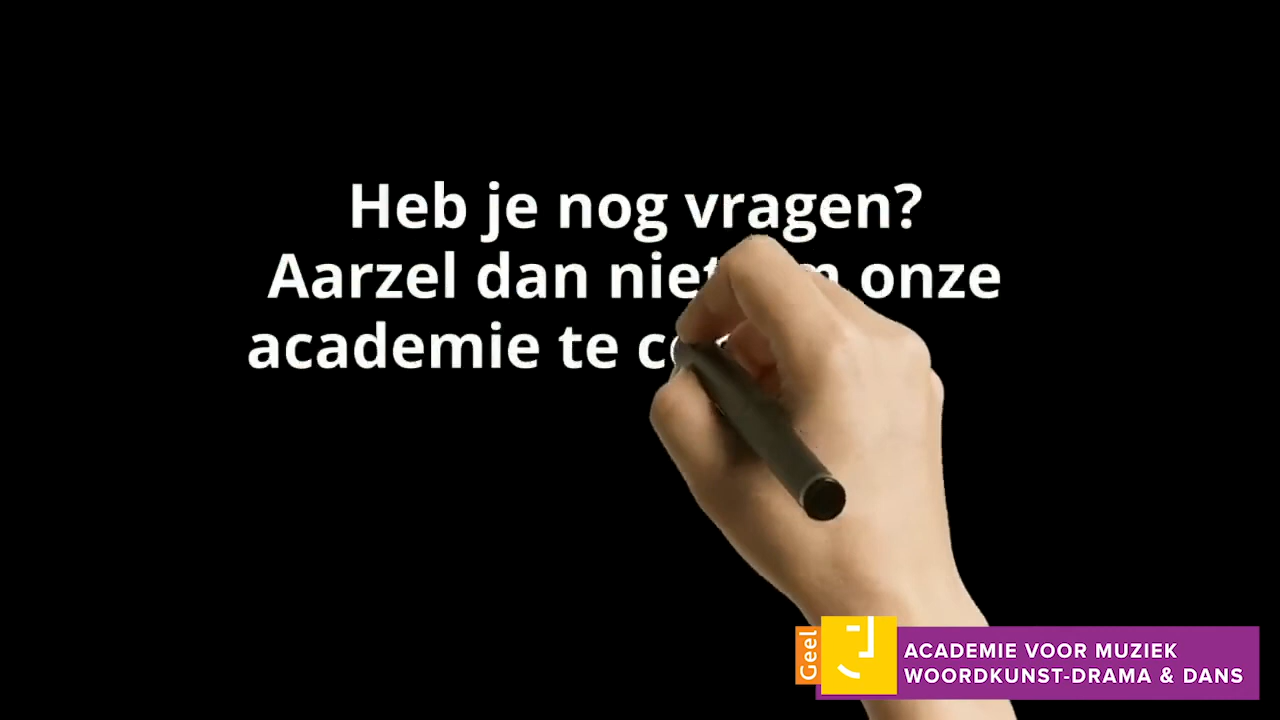 Heb je nog vragen?
Aarzel dan niet onze
academie te
Geel
ACADEMIE VOOR MUZIEK
WOORDKUNST-DRAMA & DANS